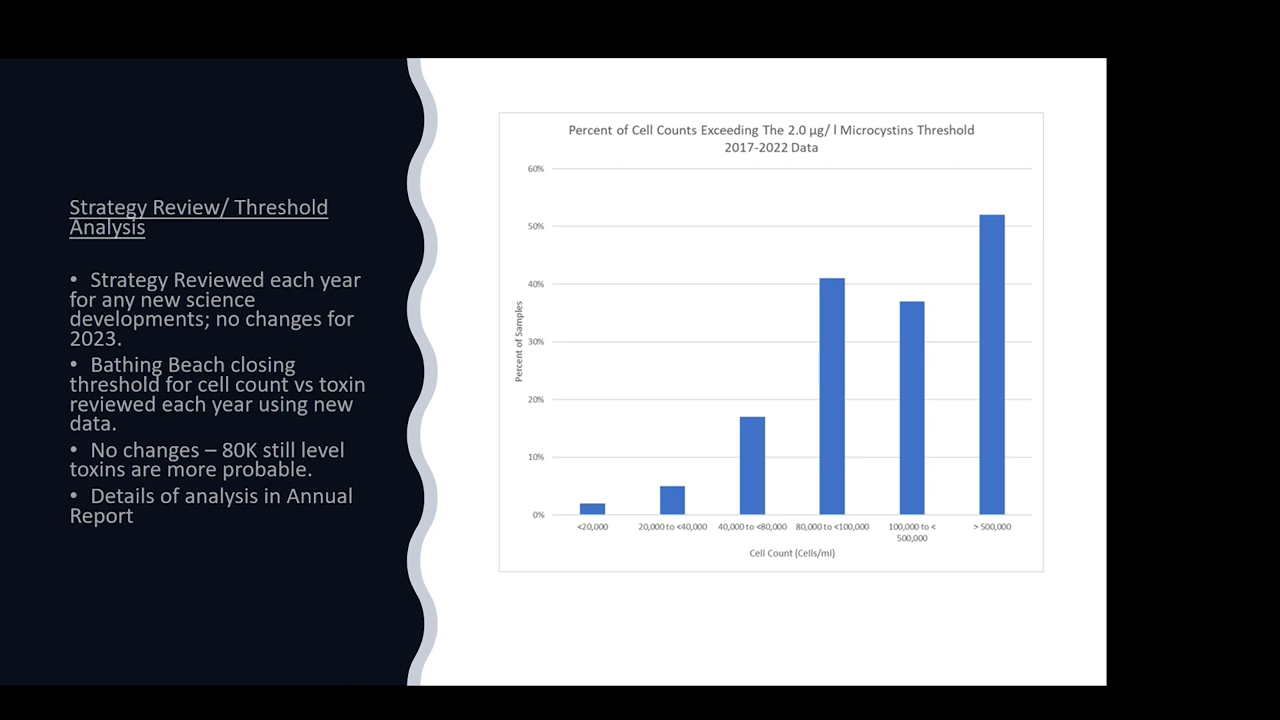 Strategy Review/ Threshold
Analysis
• Strategy Reviewed each year
for any new science
developments; no changes for
2023.
• Bathing Beach closing
threshold for cell count vs toxin
reviewed each year using new
data.
• No changes – 80K still level
toxins are more probable.
• Details of analysis in Annual
Report
Percent of Cell Counts Exceeding The 2.0 µg/ l Microcystins Threshold
2017-2022 Data
60%
50%
40%
30%
20%
10%
0%
Percent of Samples
<20,000
20,000 to <40,000
40,000 to <80,000
80,000 to <100,000
100,000 to <
500,000
> 500,000
Cell Count (Cells/ml)